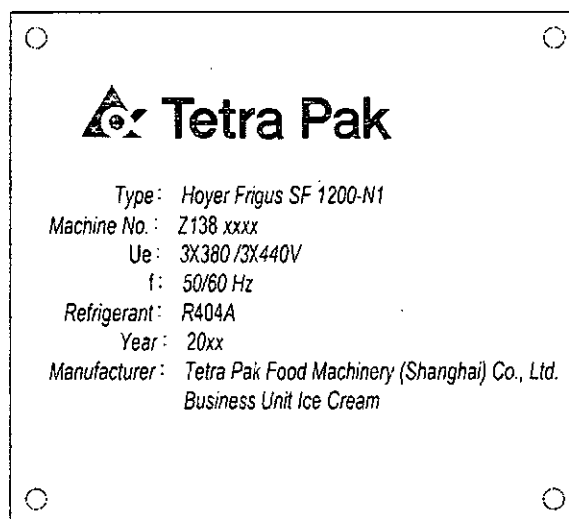 Tetra Pak
Type: Hoyer Frigus SF 1200-N1
Machine No.: Z138 xxxx
Ue: 3X380 /3X440V
f: 50/60 Hz
Refrigerant: R404A
Year: 20xx
Manufacturer: Tetra Pak Food Machinery (Shanghai) Co., Ltd.
Business Unit Ice Cream